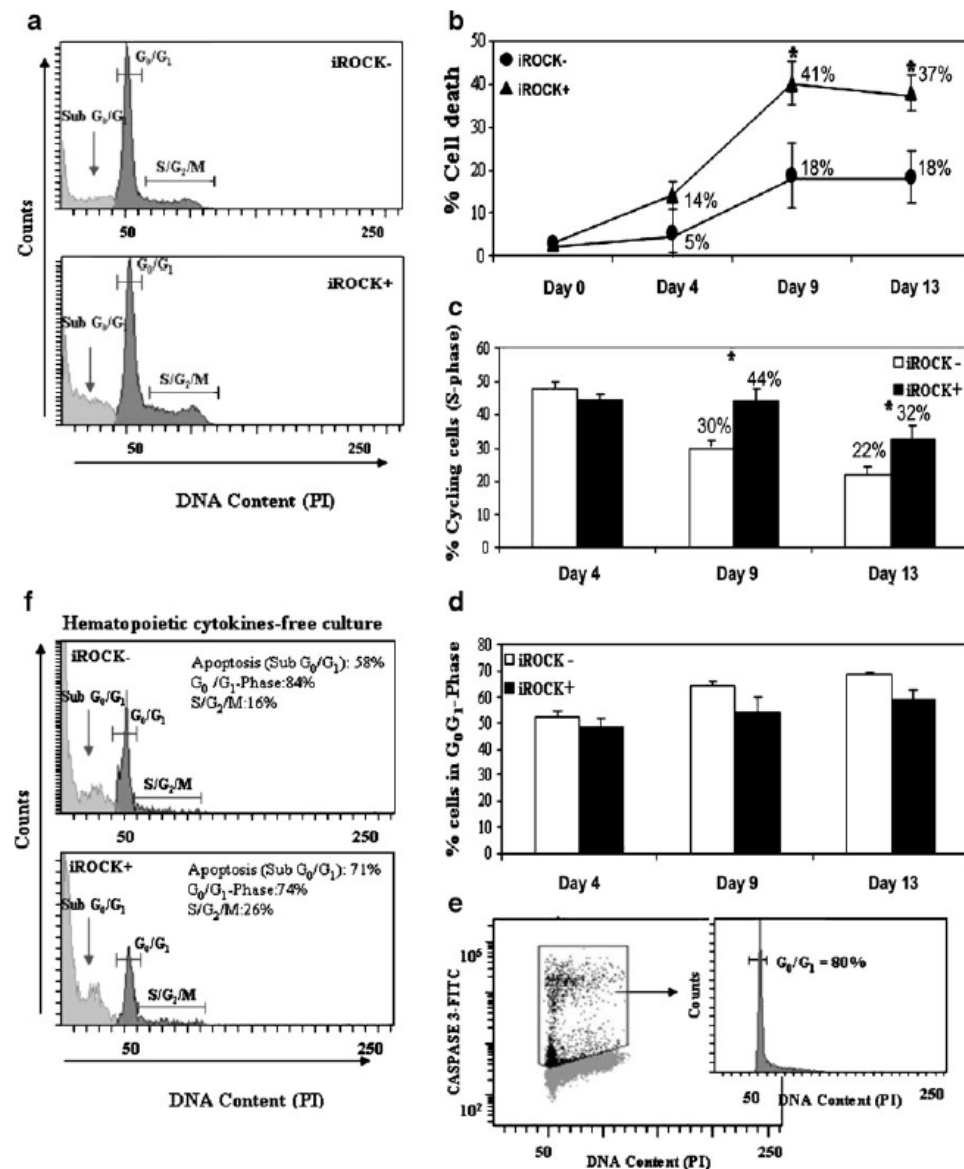 a
iROCK-
G0/G1
Sub G0/G1
S/G2/M
50
250
iROCK+
G0/G1
Sub G0/G1
S/G2/M
50
250
Counts
DNA Content (PI)
b
% Cell death
50
40
30
20
10
0
iROCK-
iROCK+
*
41%
*
37%
14%
18%
18%
5%
Day 0
Day 4
Day 9
Day 13
c
% Cycling cells (S-phase)
60
50
40
30
20
10
0
*
iROCK-
iROCK+
44%
30%
*
32%
22%
Day 4
Day 9
Day 13
f
Hematopoietic cytokines-free culture
iROCK-
Apoptosis (Sub G0/G1): 58%
G0 /G1-Phase:84%
S/G2/M:16%
Sub G0/G1
G0/G1
S/G2/M
50
250
iROCK+
Apoptosis (Sub G0/G1): 71%
G0/G1-Phase:74%
S/G2/M:26%
Sub G0/G1
G0/G1
S/G2/M
50
250
Counts
DNA Content (PI)
d
% cells in G0G1-Phase
80
70
60
50
40
30
20
10
0
iROCK-
iROCK+
Day 4
Day 9
Day 13
e
CASPASE 3-FITC
10^5
10^2
50
250
DNA Content (PI)
Counts
G0/G1 = 80%
50
250
DNA Content (PI)